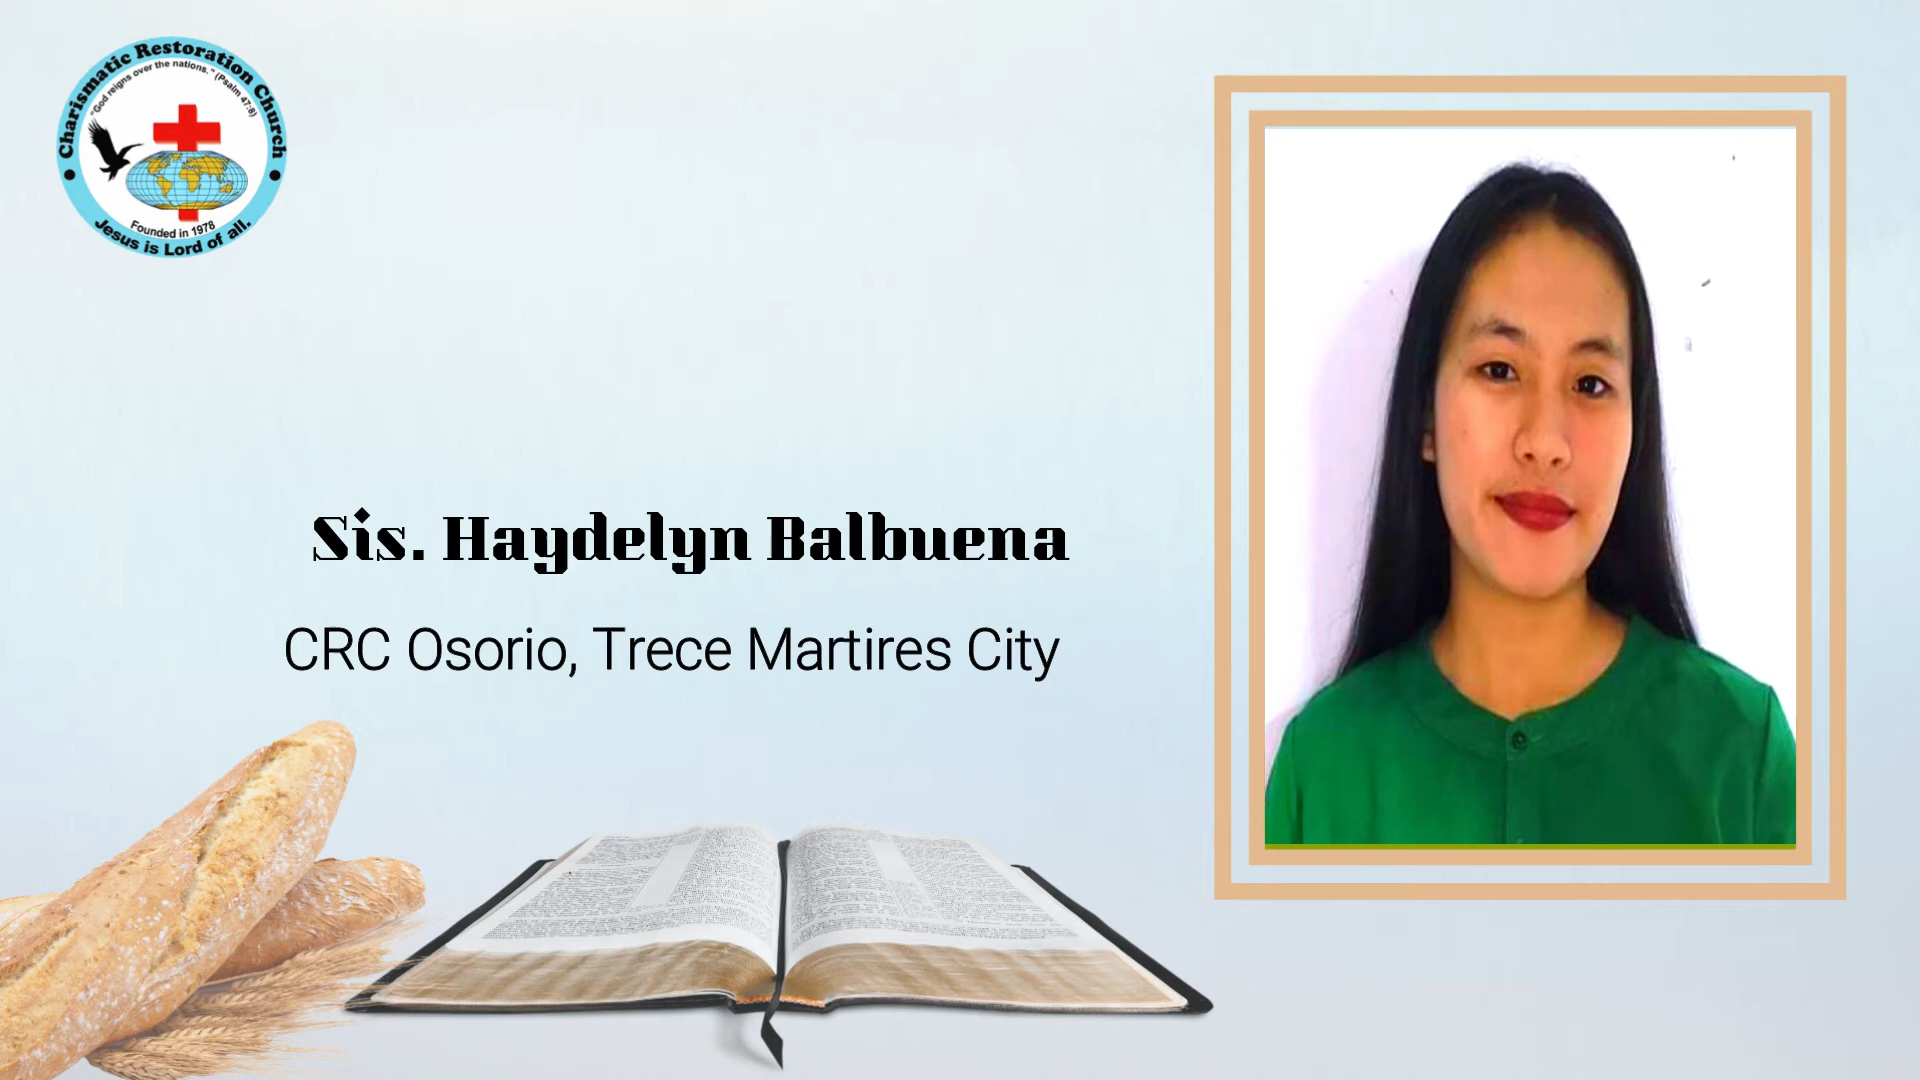 Charismatic Restoration Church
"God reigns over the nations." (Psalm 47:8)
Founded in 1978
Jesus is Lord of all.
Sis. Haydelyn Balbuena
CRC Osorio, Trece Martires City